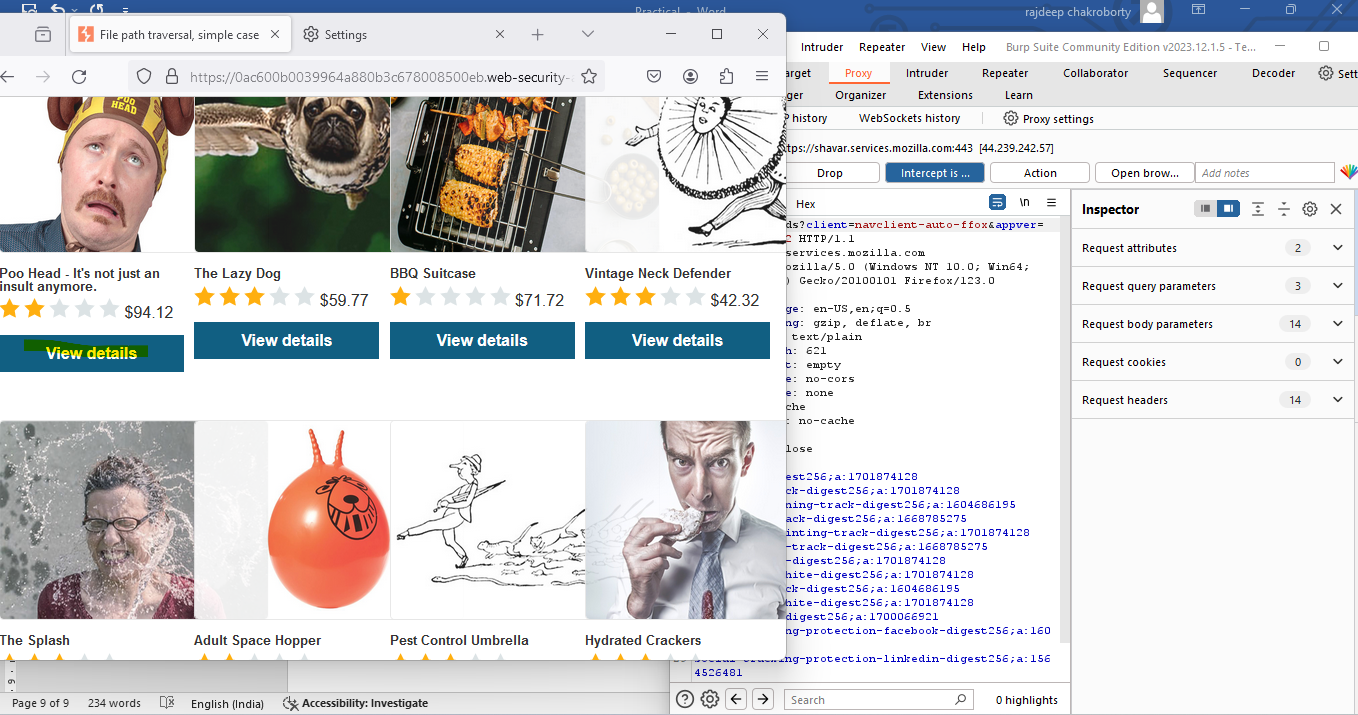 Practical - Word
rajdeep chakroborty
File path traversal, simple case
Settings
https://0ac600b0039964a880b3c678008500eb.web-security-
POO
HEAD
Poo Head - It's not just an
insult anymore.
$94.12
View details
The Lazy Dog
$59.77
View details
BBQ Suitcase
$71.72
View details
Vintage Neck Defender
$42.32
View details
The Splash
Adult Space Hopper
Pest Control Umbrella
Hydrated Crackers
Intruder Repeater View Help Burp Suite Community Edition v2023.12.1.5 - Te...
arget Proxy Intruder Repeater Collaborator Sequencer Decoder Sett
ger Organizer Extensions Learn
P history WebSockets history Proxy settings
ttps://shavar.services.mozilla.com:443 [44.239.242.57]
Drop Intercept is ... Action Open brow... Add notes
Hex \n
ds?client=navclient-auto-ffox&appver=
2 HTTP/1.1
services.mozilla.com
ozilla/5.0 (Windows NT 10.0; Win64;
) Gecko/20100101 Firefox/123.0
ge: en-US,en;q=0.5
ng: gzip, deflate, br
text/plain
h: 621
t: empty
e: no-cors
e: none
che
: no-cache
lose
gest256;a:1701874128
ck-digest256;a:1701874128
ning-track-digest256;a:1604686195
ack-digest256;a:1668785275
inting-track-digest256;a:1701874128
-track-digest256;a:1668785275
-digest256;a:1701874128
hite-digest256;a:1701874128
ck-digest256;a:1604686195
hite-digest256;a:1701874128
digest256;a:1700066921
ng-protection-facebook-digest256;a:160
social-tracking-protection-linkedin-digest256;a:156
4526481
Search 0 highlights
Inspector
Request attributes 2
Request query parameters 3
Request body parameters 14
Request cookies 0
Request headers 14
Page 9 of 9 234 words English (India) Accessibility: Investigate